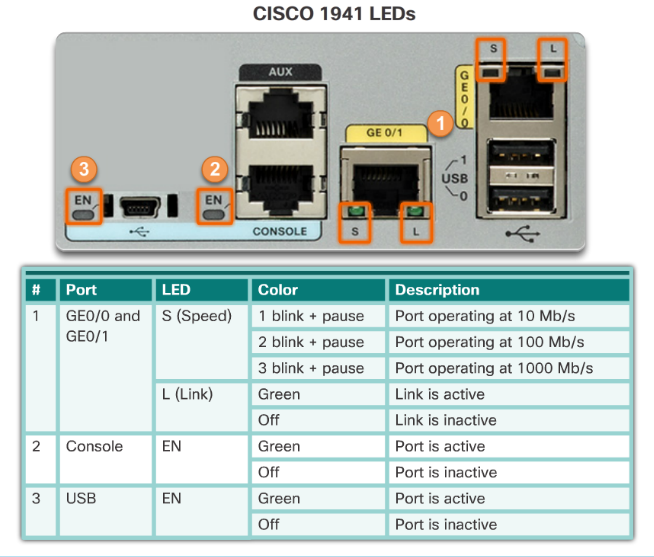 CISCO 1941 LEDs
S L
AUX
GE 0/0
1
GE 0/1
3
2
1
USB
0
EN
EN
CONSOLE
S L
# Port LED Color Description
1 GE0/0 and GE0/1 S (Speed) 1 blink + pause Port operating at 10 Mb/s
2 blink + pause Port operating at 100 Mb/s
3 blink + pause Port operating at 1000 Mb/s
L (Link) Green Link is active
Off Link is inactive
2 Console EN Green Port is active
Off Port is inactive
3 USB EN Green Port is active
Off Port is inactive